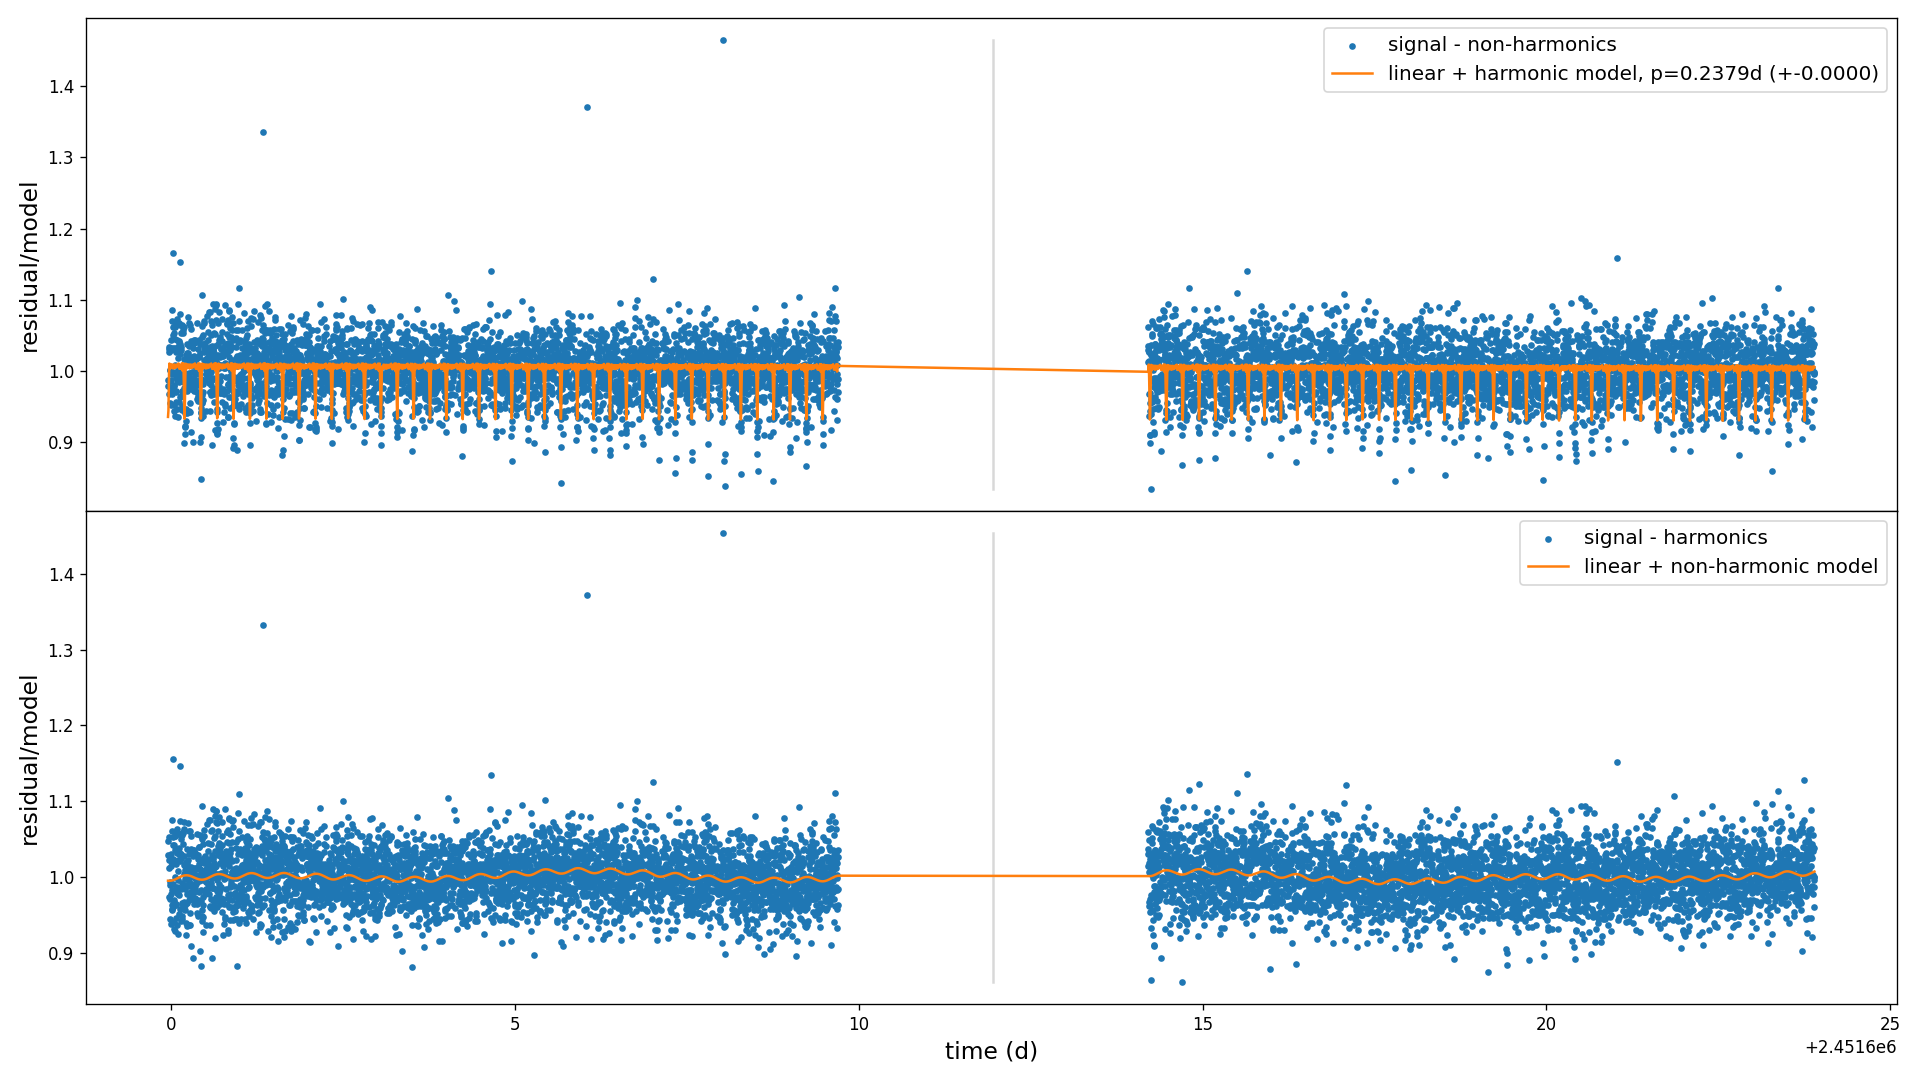 signal - non-harmonics
linear + harmonic model, p=0.2379d (+-0.0000)
residual/model
1.4
1.3
1.2
1.1
1.0
0.9
signal - harmonics
linear + non-harmonic model
residual/model
1.4
1.3
1.2
1.1
1.0
0.9
0 5 10 15 20 25
time (d)
+2.4516e6